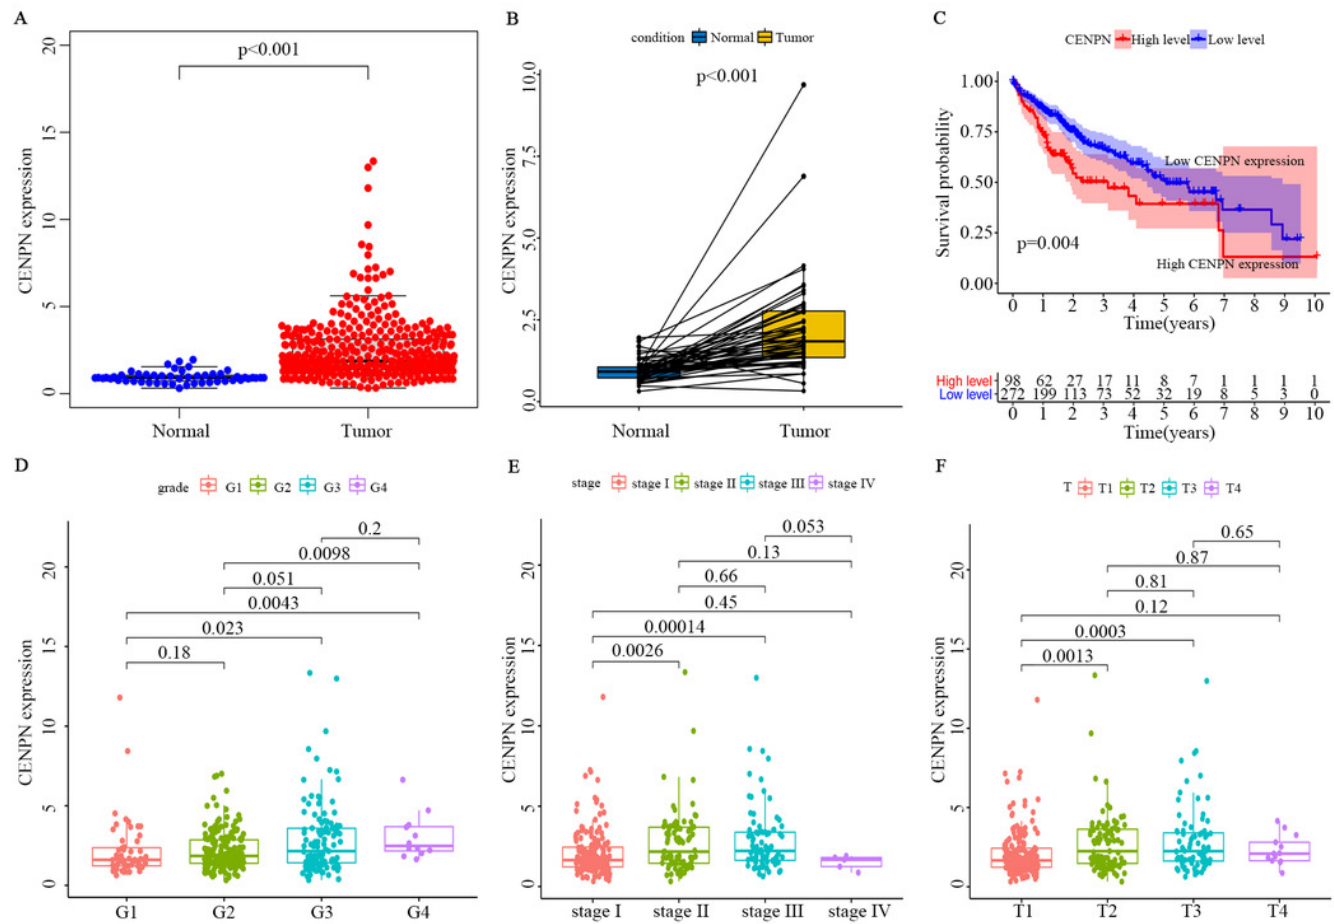 A
p<0.001
CENPN expression
0 5 10 15 20
Normal Tumor
B
condition Normal Tumor
p<0.001
CENPN expression
0.0 2.5 5.0 7.5 10.0
Normal Tumor
C
CENPN High level Low level
Survival probability
1.00
0.75
0.50
0.25
0.00
Low CENPN expression
p=0.004
High CENPN expression
0 1 2 3 4 5 6 7 8 9 10
Time(years)
High level 98 62 27 17 11 8 7 1 1 1 1
Low level 272 199 113 73 52 32 19 8 5 3 0
0 1 2 3 4 5 6 7 8 9 10
Time(years)
D
grade G1 G2 G3 G4
CENPN expression
0 5 10 15 20
0.2
0.0098
0.051
0.0043
0.023
0.18
G1 G2 G3 G4
E
stage stage I stage II stage III stage IV
CENPN expression
0 5 10 15 20
0.053
0.13
0.66
0.45
0.00014
0.0026
stage I stage II stage III stage IV
F
T T1 T2 T3 T4
CENPN expression
0 5 10 15 20
0.65
0.87
0.81
0.12
0.0003
0.0013
T1 T2 T3 T4